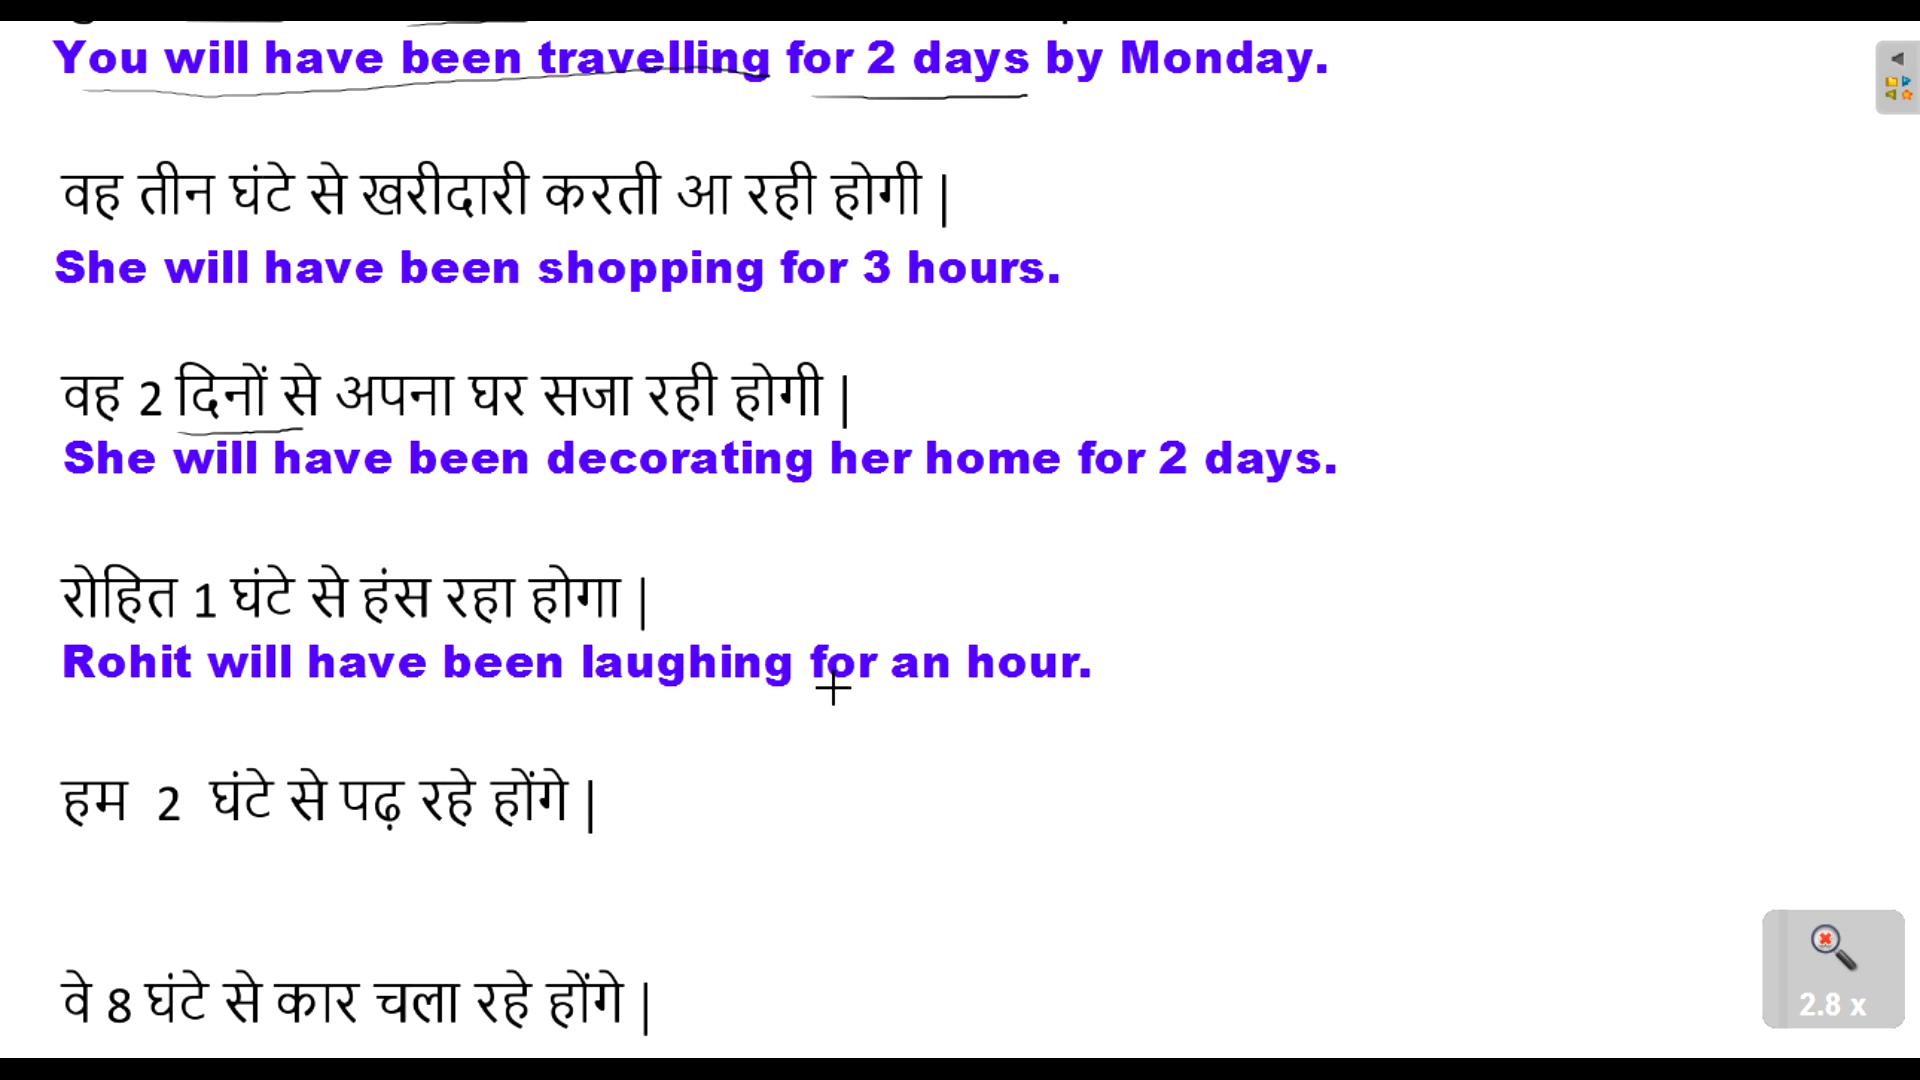 You will have been travelling for 2 days by Monday.
वह तीन घंटे से खरीदारी करती आ रही होगी |
She will have been shopping for 3 hours.
वह 2 दिनों से अपना घर सजा रही होगी |
She will have been decorating her home for 2 days.
रोहित 1 घंटे से हंस रहा होगा |
Rohit will have been laughing for an hour.
हम 2 घंटे से पढ़ रहे होंगे |
वे 8 घंटे से कार चला रहे होंगे |
2.8 x